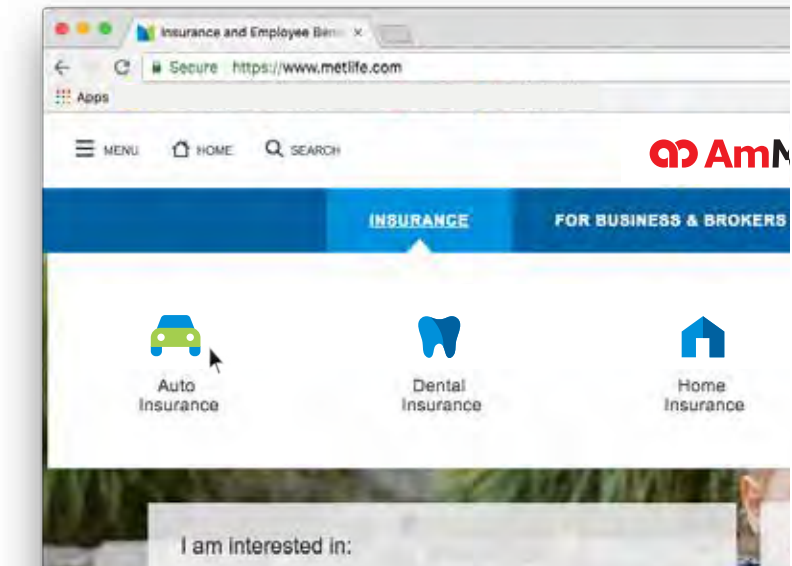 Insurance and Employee Ben
Secure https://www.metlife.com
Apps
MENU HOME SEARCH
AmM
INSURANCE FOR BUSINESS & BROKERS
Auto Insurance
Dental Insurance
Home Insurance
I am interested in: